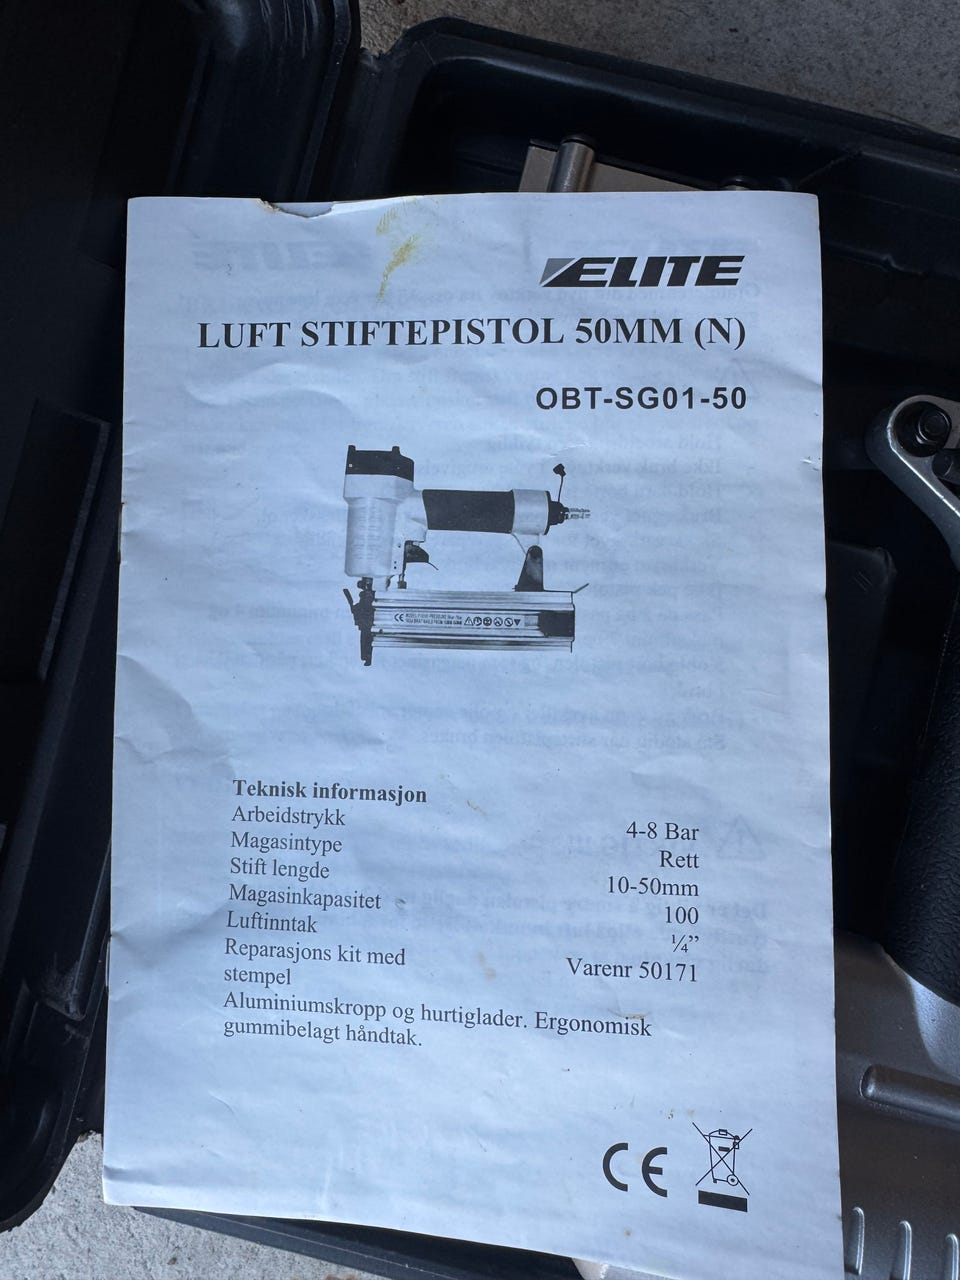 ELITE
LUFT STIFTEPISTOL 50MM (N)
OBT-SG01-50
Teknisk informasjon
Arbeidstrykk 4-8 Bar
Magasintype Rett
Stift lengde 10-50mm
Magasinkapasitet 100
Luftinntak ¼”
Reparasjons kit med Varenr 50171
stempel
Aluminiumskropp og hurtiglader. Ergonomisk
gummibelagt håndtak.
CE